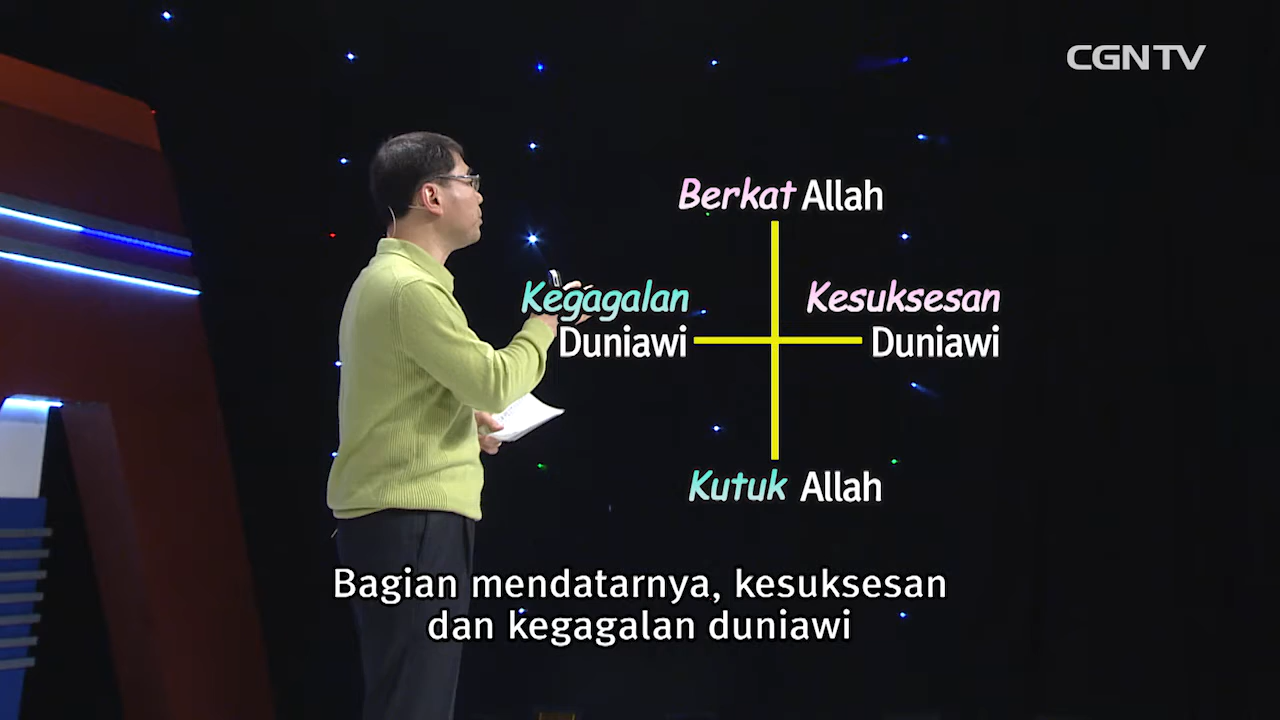 CGNTV
Berkat Allah
Kegagalan
Duniawi
Kesuksesan
Duniawi
Kutuk Allah
Bagian mendatarnya, kesuksesan
dan kegagalan duniawi